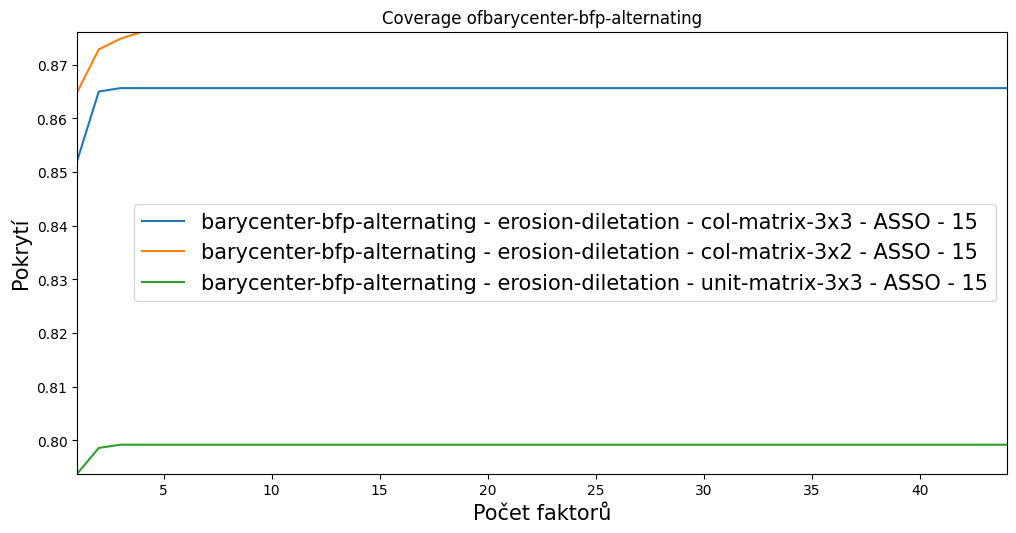 Coverage ofbarycenter-bfp-alternating
0.87
0.86
0.85
0.84
0.83
0.82
0.81
0.80
Pokrytí
barycenter-bfp-alternating - erosion-diletation - col-matrix-3x3 - ASSO - 15
barycenter-bfp-alternating - erosion-diletation - col-matrix-3x2 - ASSO - 15
barycenter-bfp-alternating - erosion-diletation - unit-matrix-3x3 - ASSO - 15
5 10 15 20 25 30 35 40
Počet faktorů